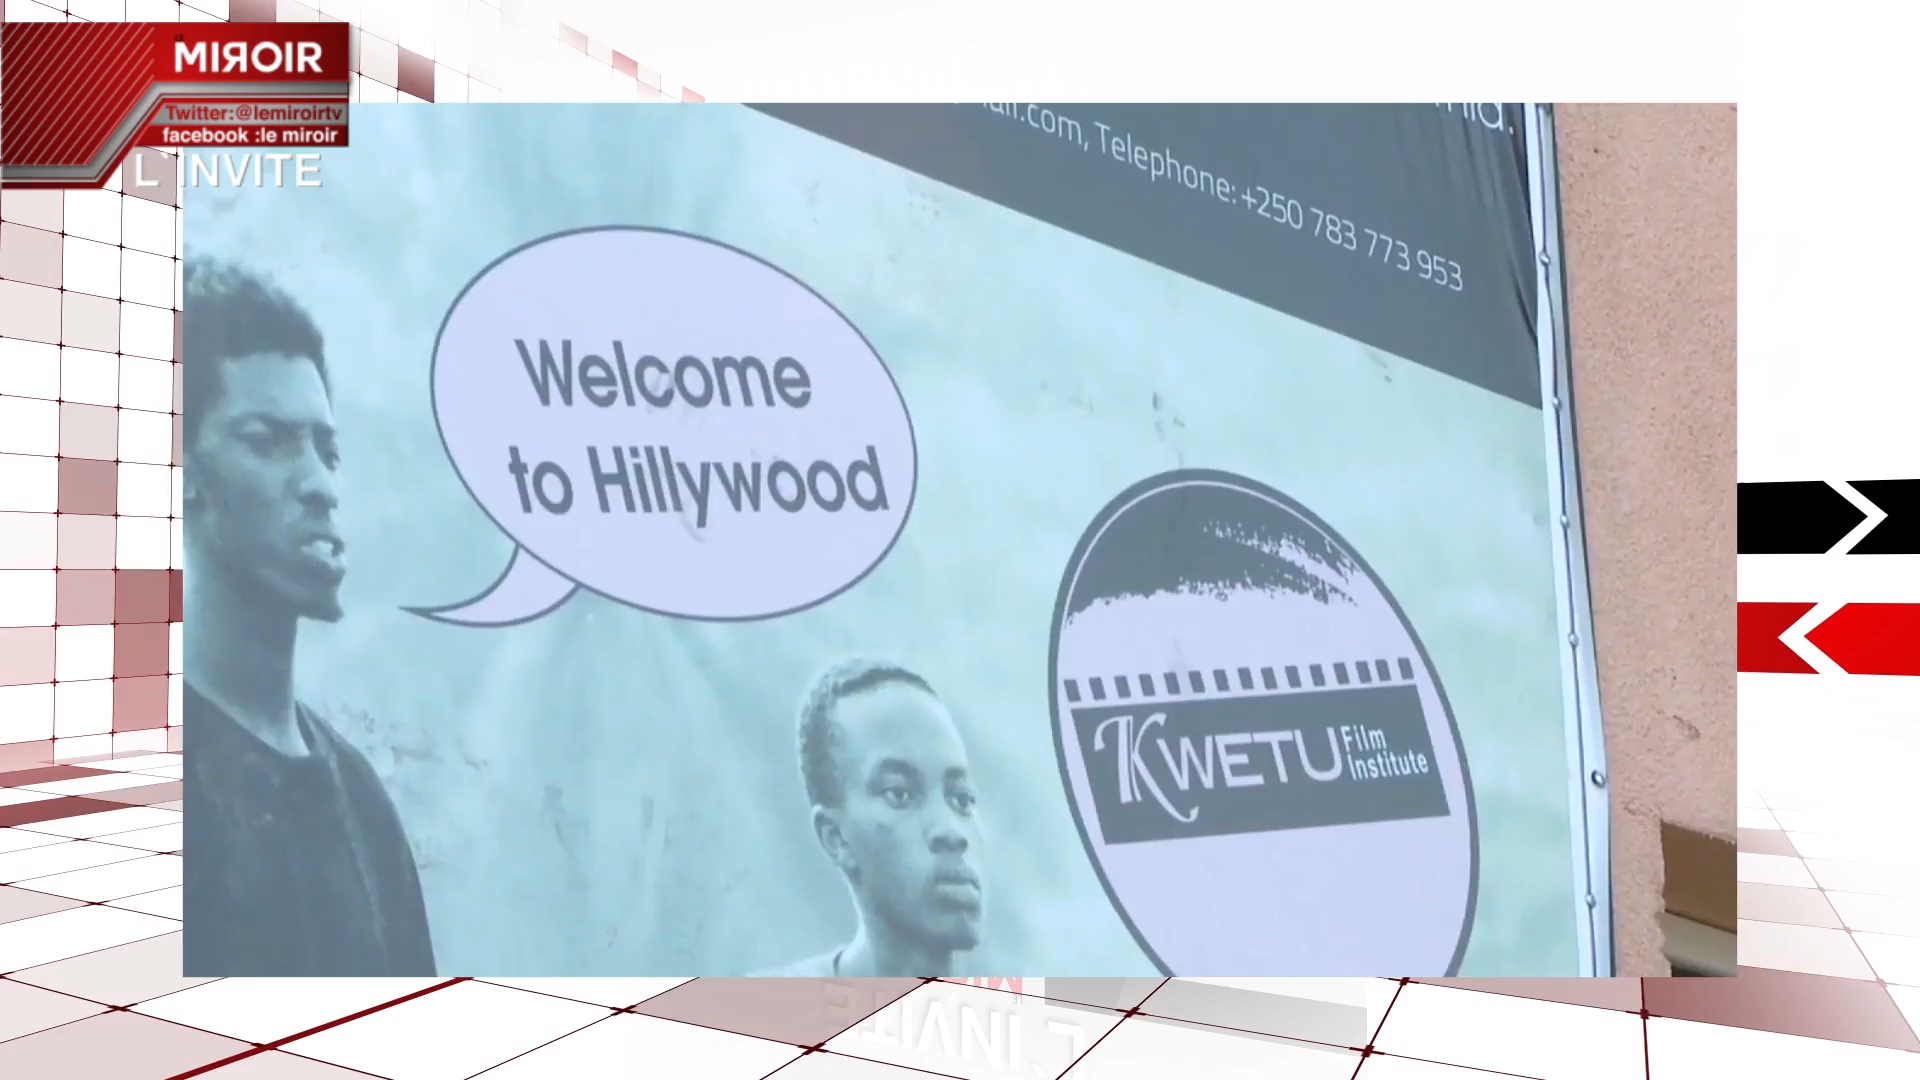 MIЯOIR
Twitter:@lemiroirtv
facebook :le miroir
L'INVITE
.com, Telephone: +250 783 773 953
Welcome
to Hillywood
KWETU Film
Institute
L'INVITE